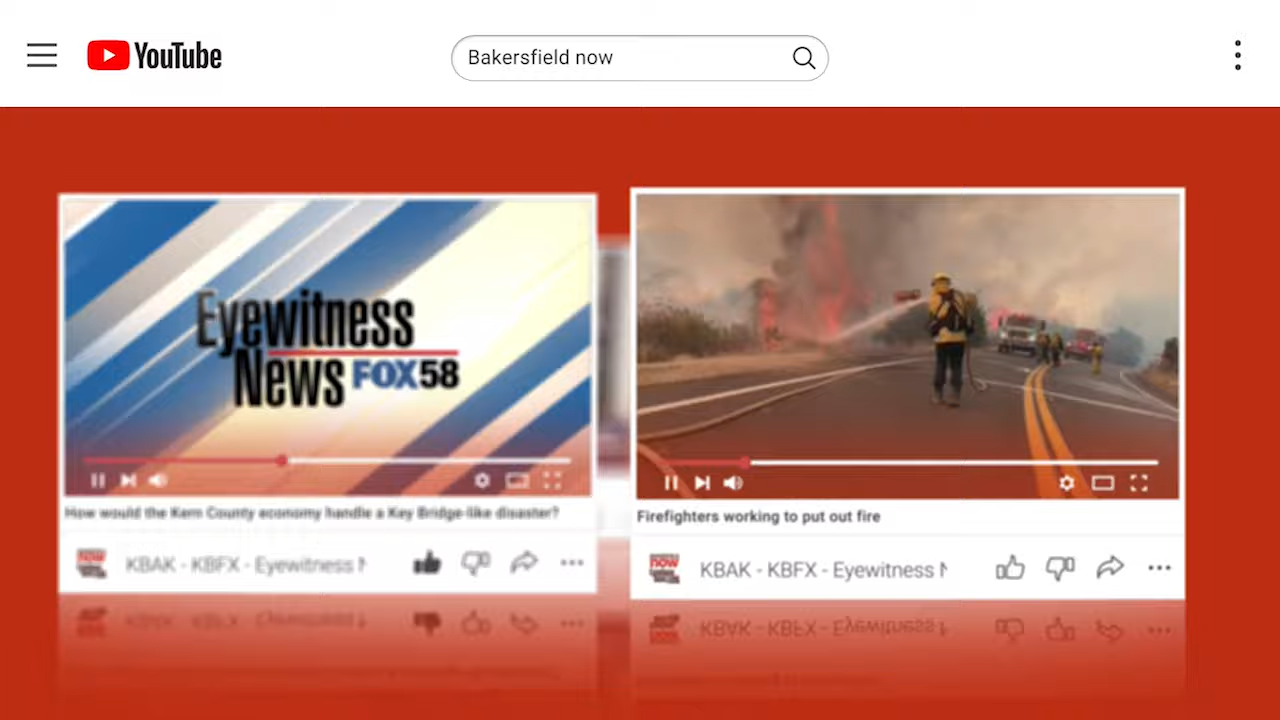 YouTube
Bakersfield now
Eyewitness
News FOX58
How would the Kern County economy handle a Key Bridge-like disaster?
KBAK - KBFX - Eyewitness
Firefighters working to put out fire
now
KBAK - KBFX - Eyewitness